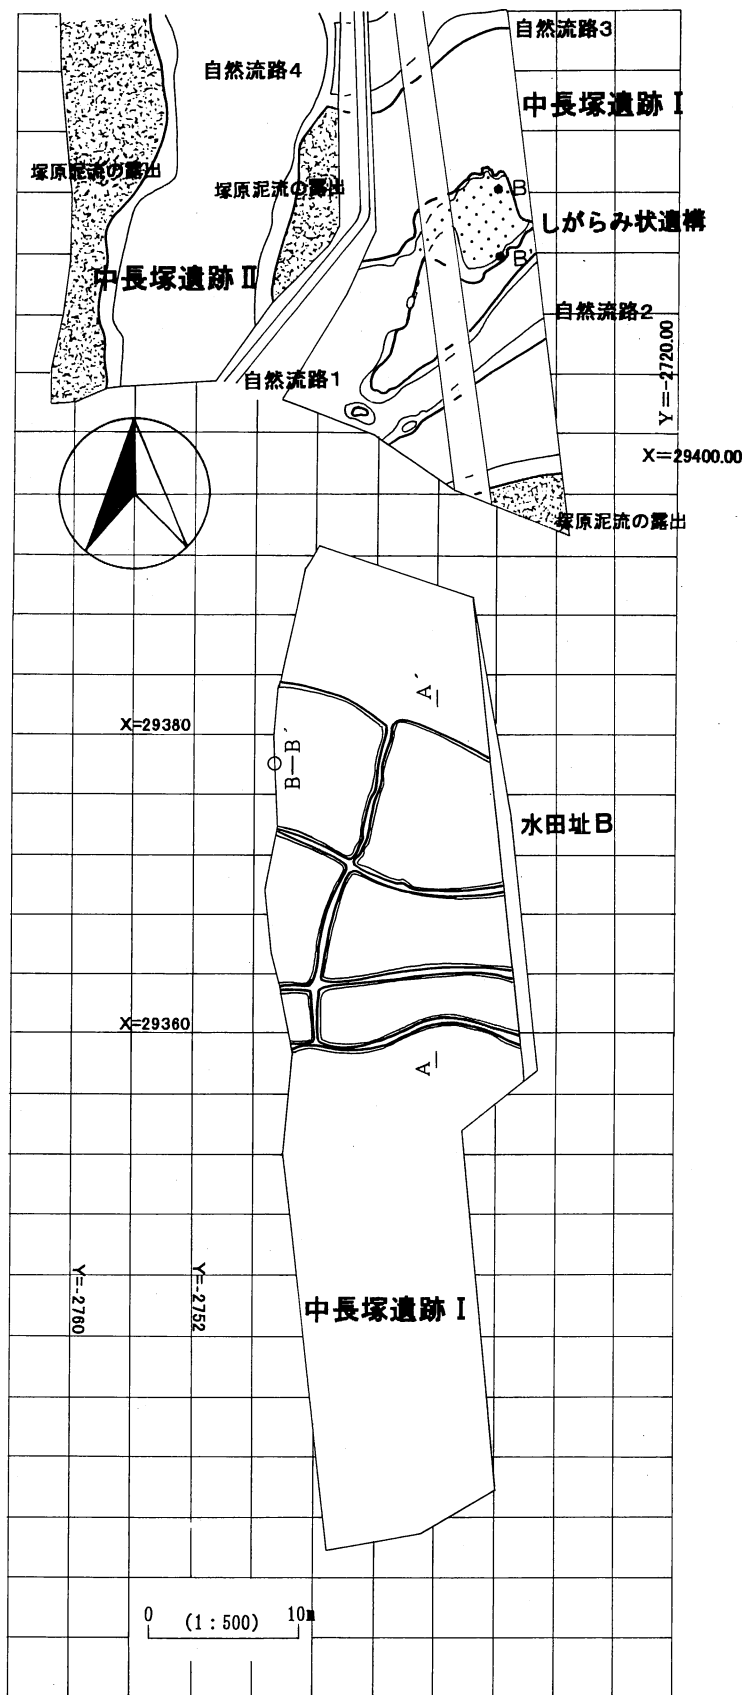 自然流路3
自然流路4
中長塚遺跡Ⅰ
塚原泥流の露出
塚原泥流の露出
B
しがらみ状遺構
B'
中長塚遺跡Ⅱ
自然流路2
Y=-2720.00
自然流路1
X=29400.00
塚原泥流の露出
A'
X=29380
B—B'
水田址B
X=29360
A
Y=-2760
Y=-2752
中長塚遺跡Ⅰ
0 (1:500) 10m